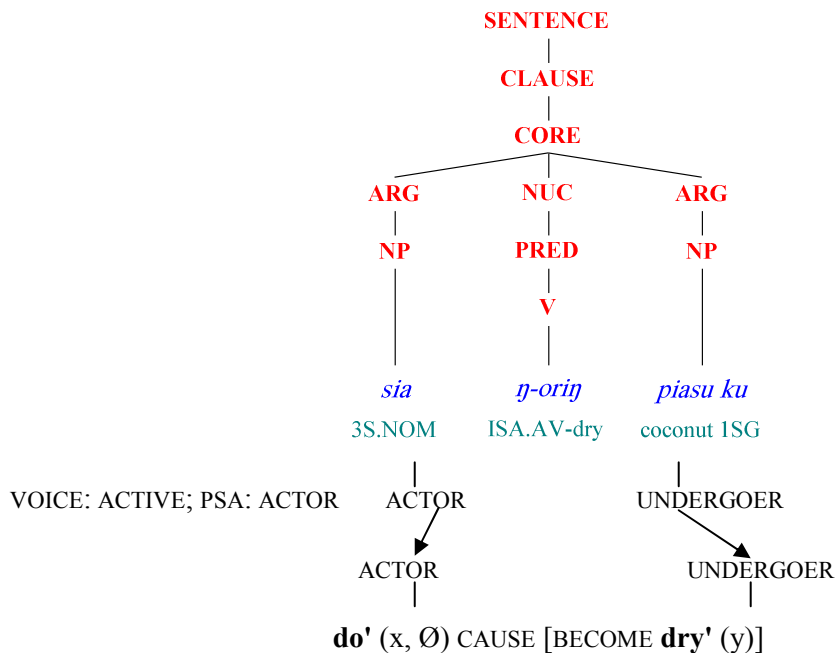 SENTENCE
CLAUSE
CORE
ARG NUC ARG
NP PRED NP
V
sia ŋ-oriŋ piasu ku
3S.NOM ISA.AV-dry coconut 1SG
VOICE: ACTIVE; PSA: ACTOR ACTOR UNDERGOER
ACTOR UNDERGOER
do' (x, Ø) CAUSE [BECOME dry' (y)]